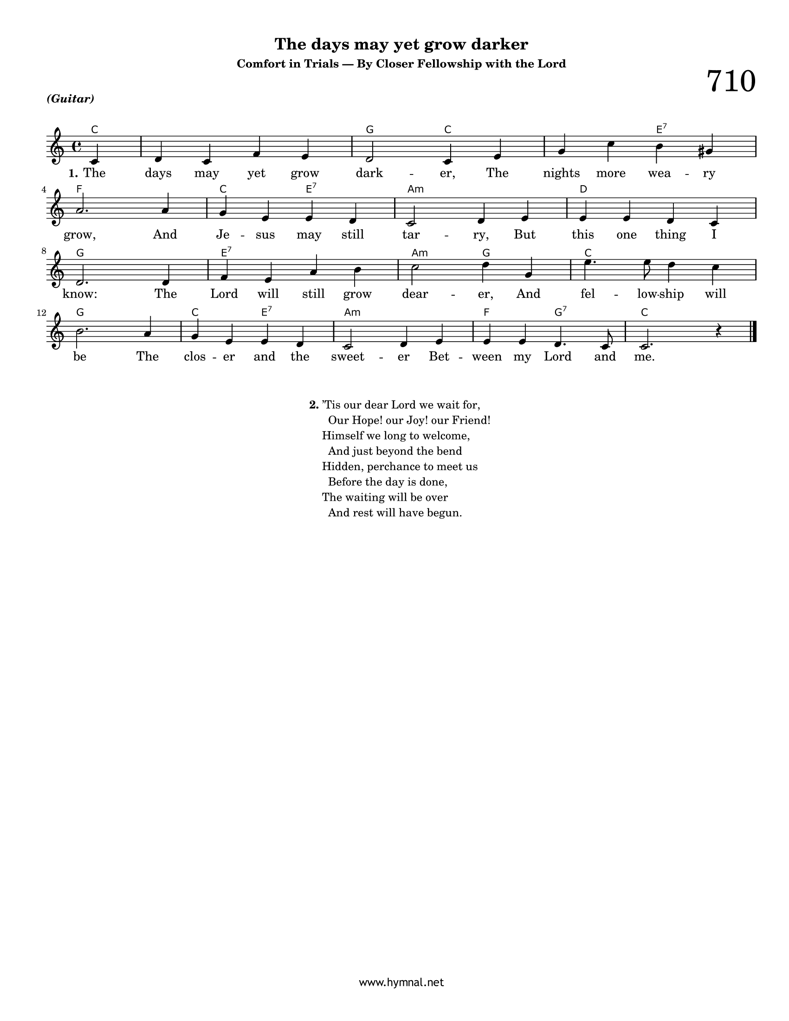 The days may yet grow darker
Comfort in Trials — By Closer Fellowship with the Lord
710
(Guitar)
C G C E7
1. The days may yet grow dark - er, The nights more wea - ry
4 F C E7 Am D
grow, And Je - sus may still tar - ry, But this one thing I
8 G E7 Am G C
know: The Lord will still grow dear - er, And fel - low-ship will
12 G C E7 Am F G7 C
be The clos - er and the sweet - er Bet - ween my Lord and me.
2. 'Tis our dear Lord we wait for,
Our Hope! our Joy! our Friend!
Himself we long to welcome,
And just beyond the bend
Hidden, perchance to meet us
Before the day is done,
The waiting will be over
And rest will have begun.
www.hymnal.net